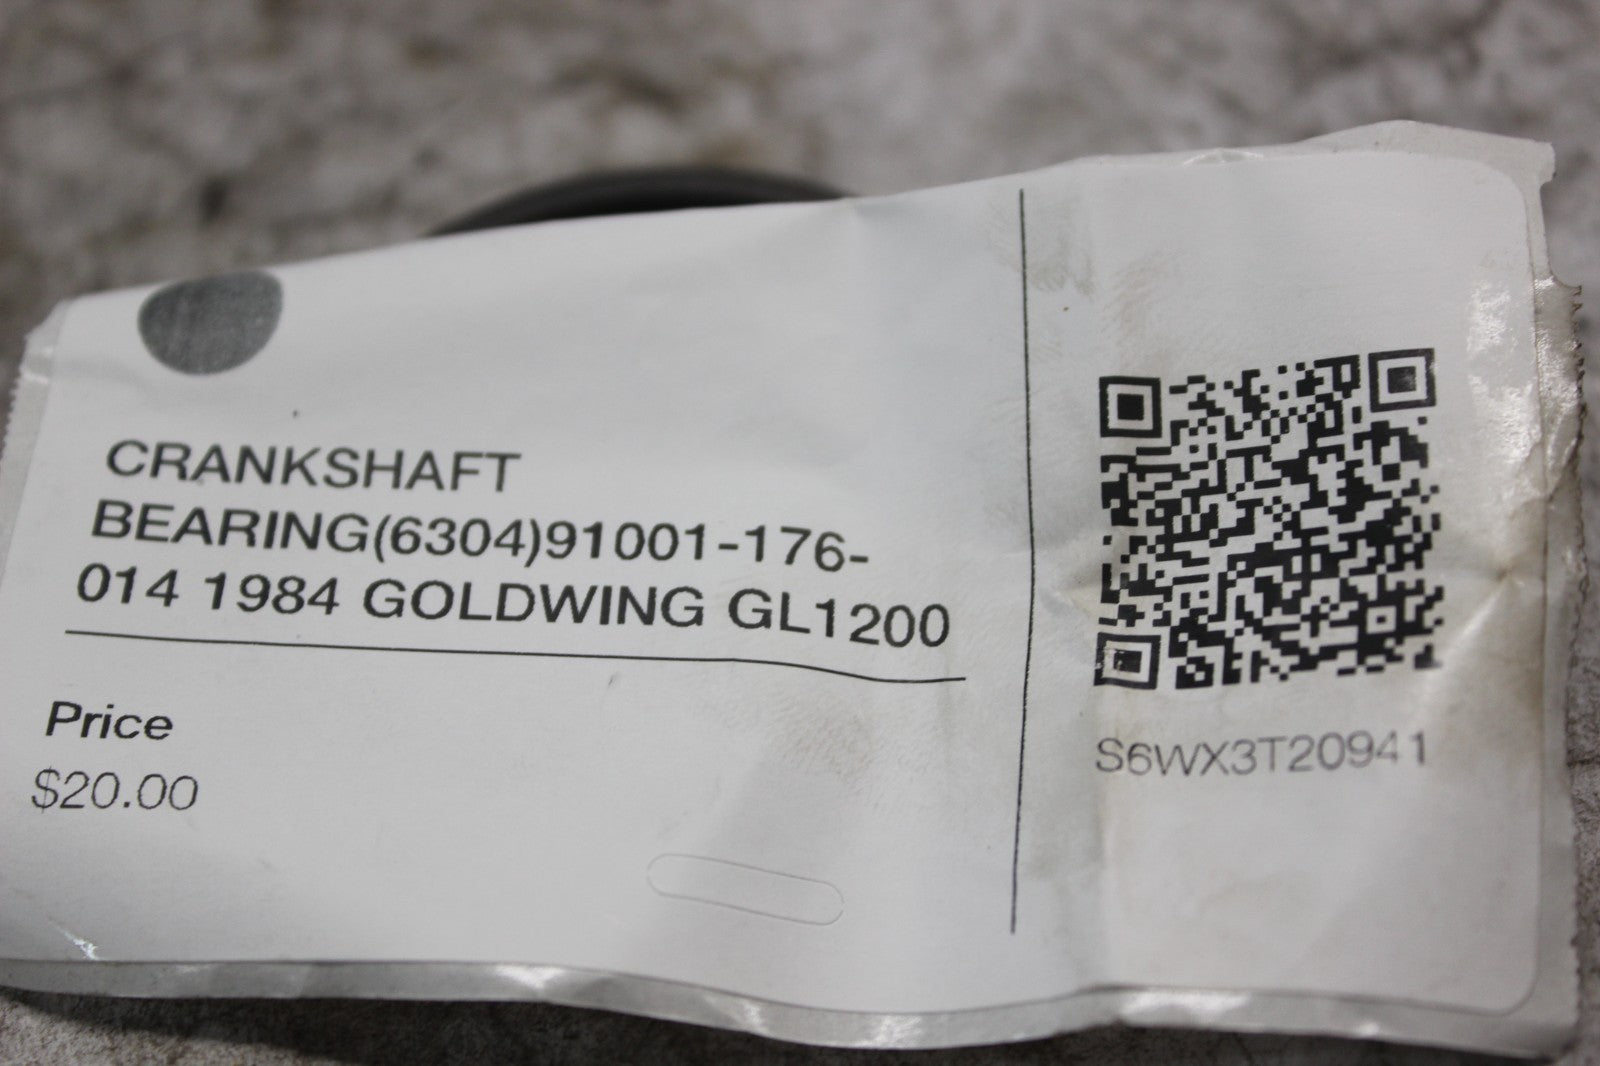 CRANKSHAFT
BEARING(6304)91001-176-
014 1984 GOLDWING GL1200
Price
$20.00
S6WX3T20941